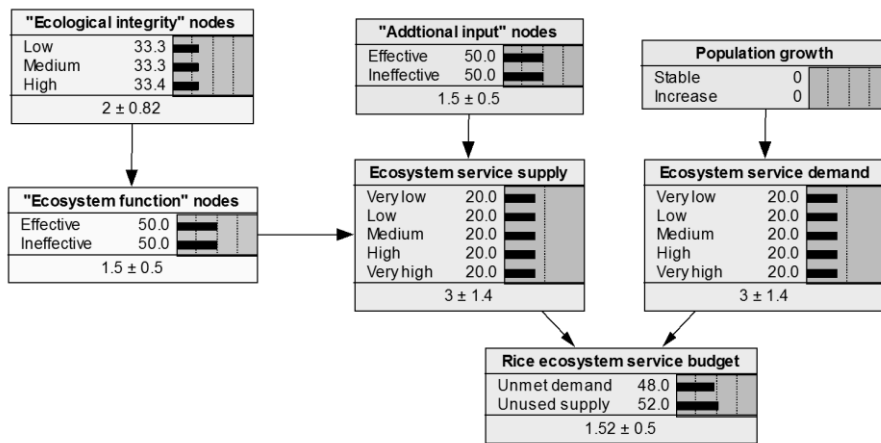 "Ecological integrity" nodes
Low 33.3
Medium 33.3
High 33.4
2 ± 0.82
"Addtional input" nodes
Effective 50.0
Ineffective 50.0
1.5 ± 0.5
Population growth
Stable 0
Increase 0
"Ecosystem function" nodes
Effective 50.0
Ineffective 50.0
1.5 ± 0.5
Ecosystem service supply
Very low 20.0
Low 20.0
Medium 20.0
High 20.0
Very high 20.0
3 ± 1.4
Ecosystem service demand
Very low 20.0
Low 20.0
Medium 20.0
High 20.0
Very high 20.0
3 ± 1.4
Rice ecosystem service budget
Unmet demand 48.0
Unused supply 52.0
1.52 ± 0.5